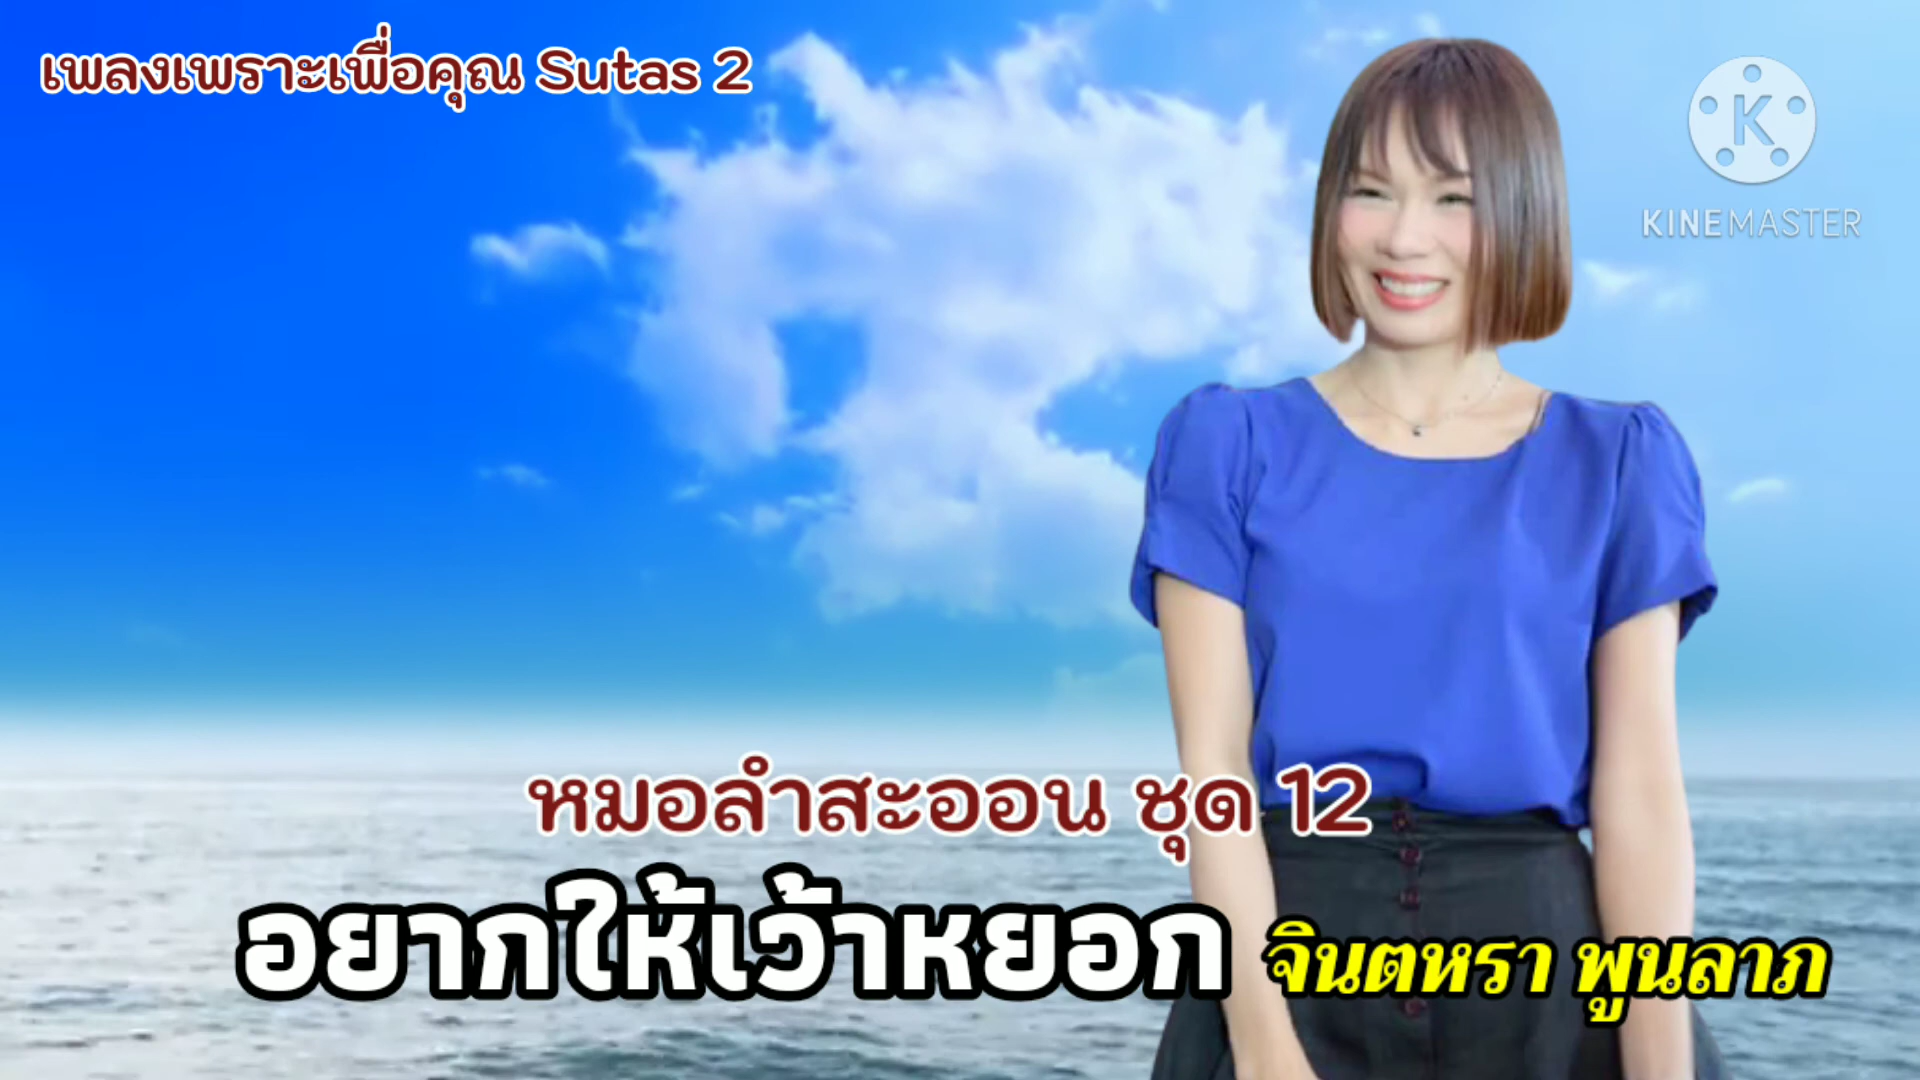 เพลงเพราะเพื่อคุณ Sutas 2
KINEMASTER
หมอลำสะออน ชุด 12
อยากให้เว้าหยอก จินตหรา พูนลาภ